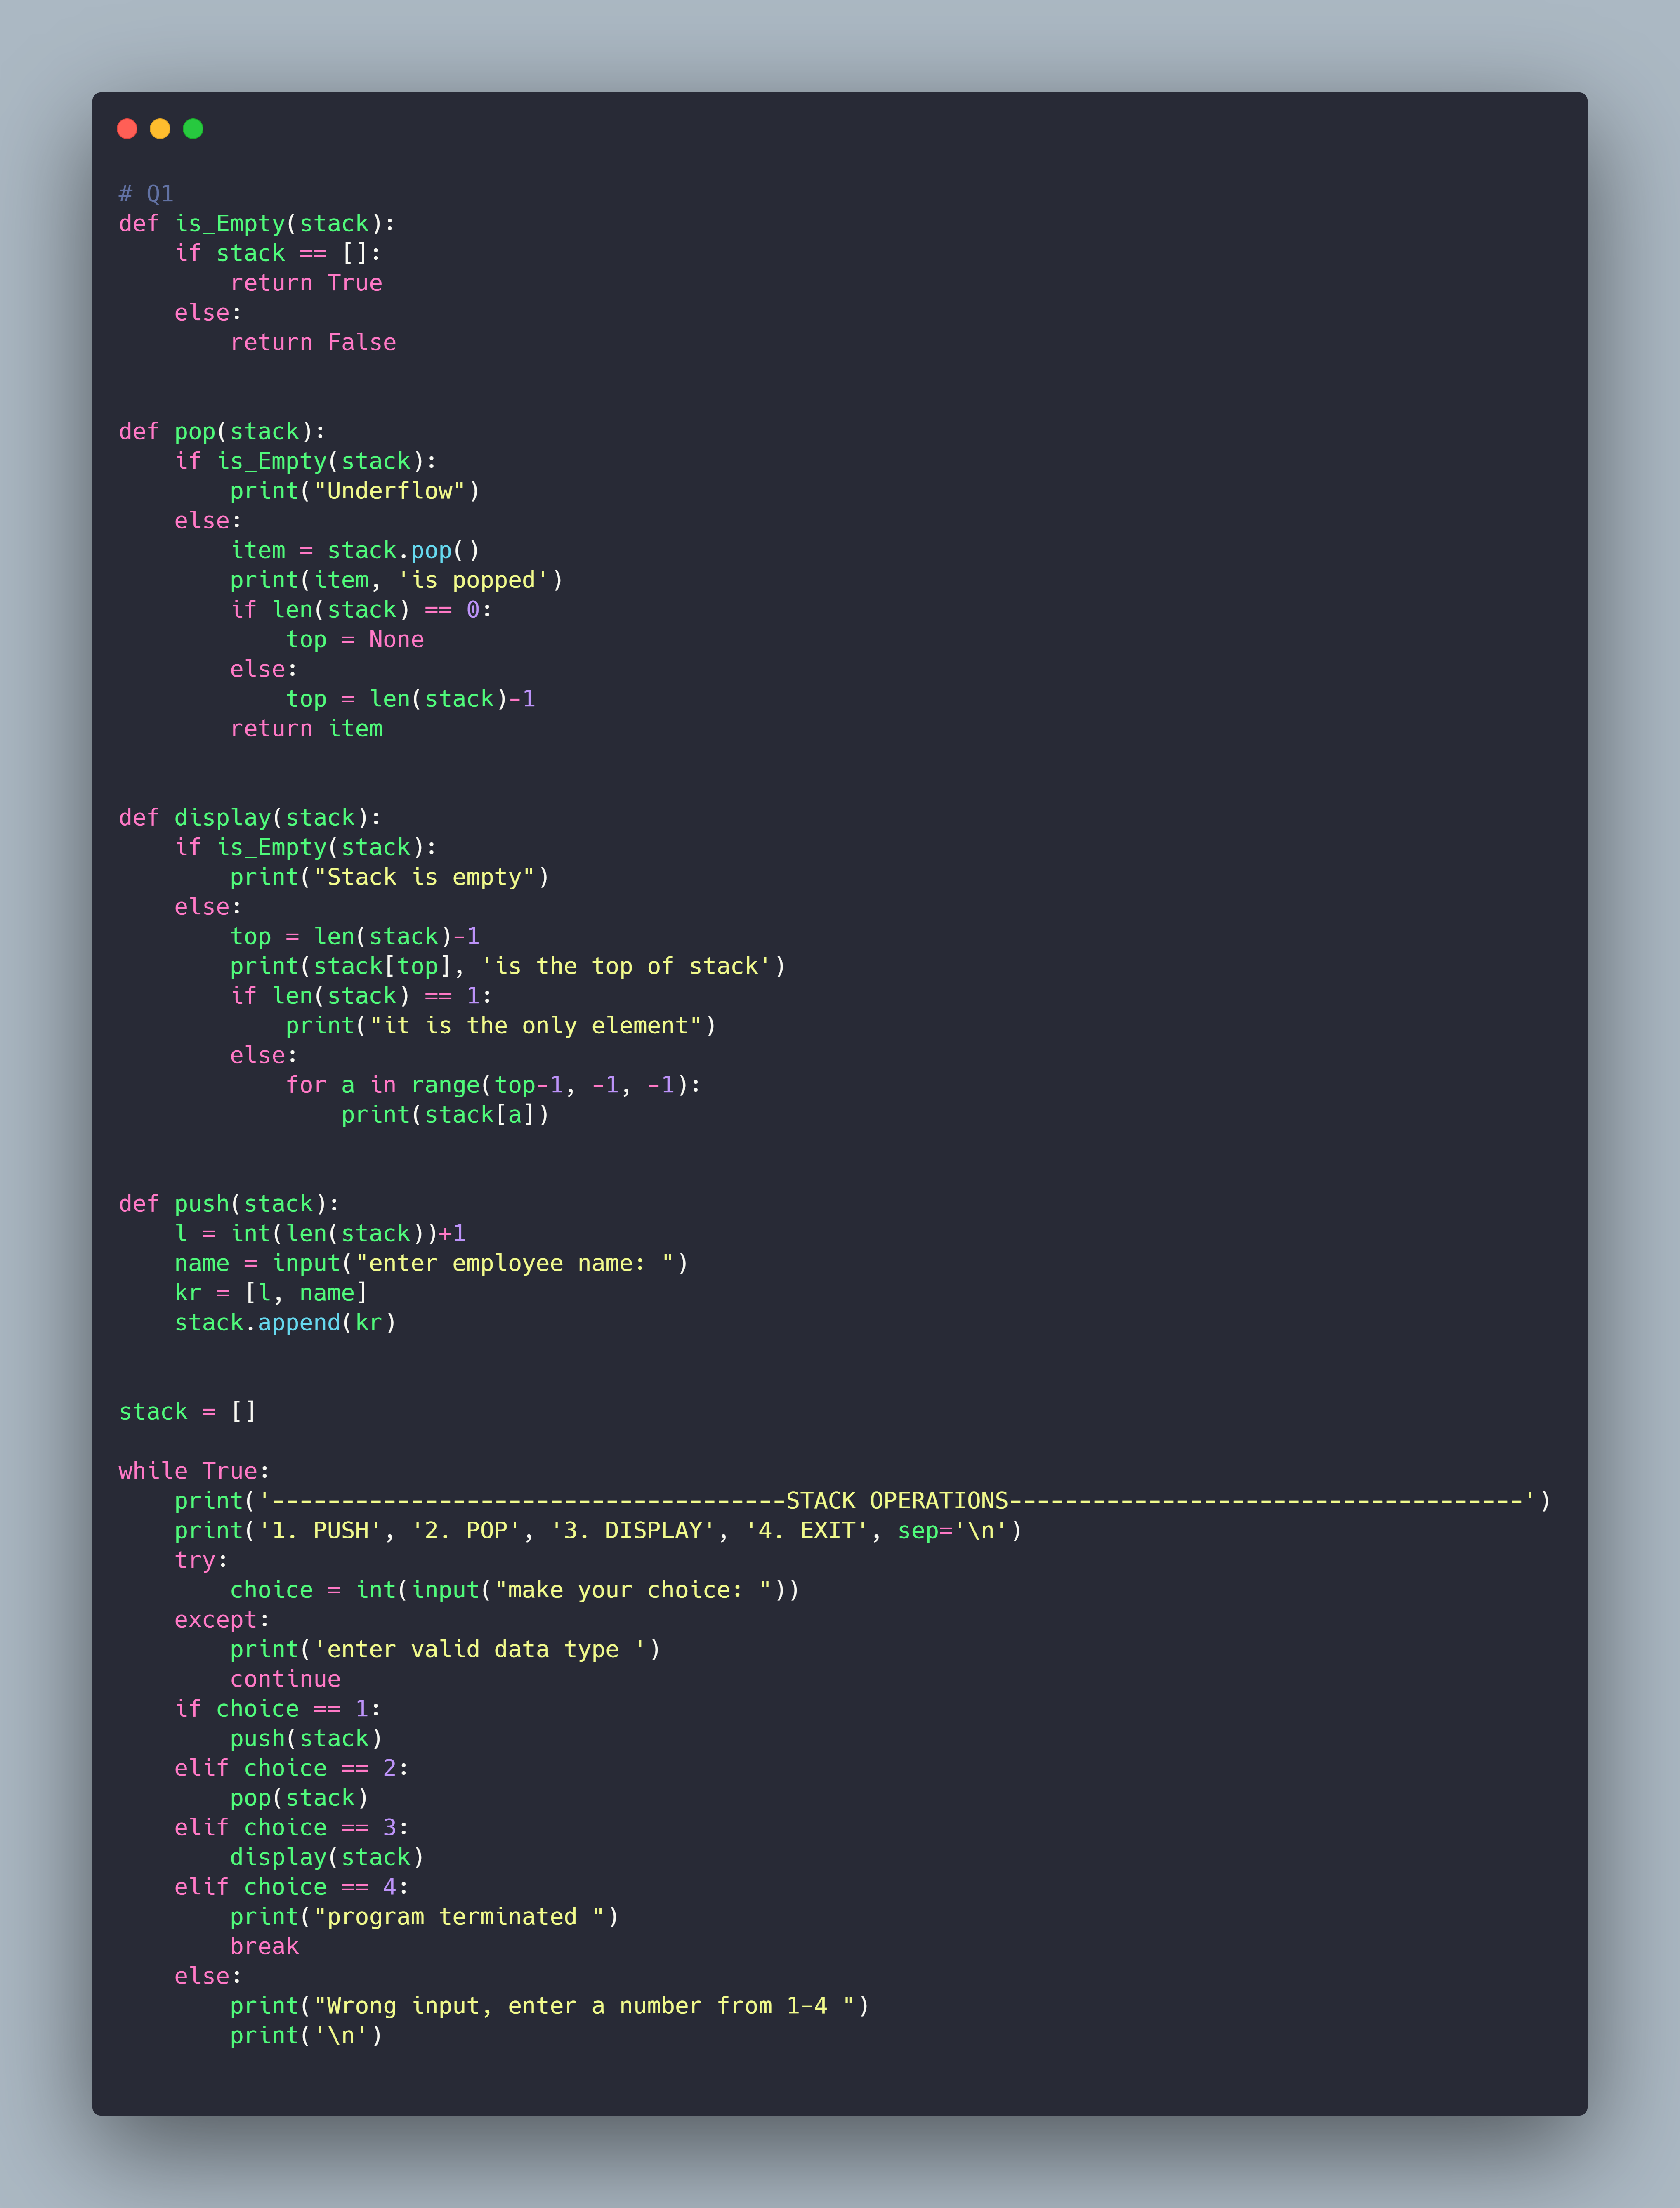 # Q1
def is_Empty(stack):
    if stack == []:
        return True
    else:
        return False


def pop(stack):
    if is_Empty(stack):
        print("Underflow")
    else:
        item = stack.pop()
        print(item, 'is popped')
        if len(stack) == 0:
            top = None
        else:
            top = len(stack)-1
        return item


def display(stack):
    if is_Empty(stack):
        print("Stack is empty")
    else:
        top = len(stack)-1
        print(stack[top], 'is the top of stack')
        if len(stack) == 1:
            print("it is the only element")
        else:
            for a in range(top-1, -1, -1):
                print(stack[a])


def push(stack):
    l = int(len(stack))+1
    name = input("enter employee name: ")
    kr = [l, name]
    stack.append(kr)


stack = []

while True:
    print('-------------------------------------STACK OPERATIONS-------------------------------------')
    print('1. PUSH', '2. POP', '3. DISPLAY', '4. EXIT', sep='\n')
    try:
        choice = int(input("make your choice: "))
    except:
        print('enter valid data type ')
        continue
    if choice == 1:
        push(stack)
    elif choice == 2:
        pop(stack)
    elif choice == 3:
        display(stack)
    elif choice == 4:
        print("program terminated ")
        break
    else:
        print("Wrong input, enter a number from 1-4 ")
        print('\n')